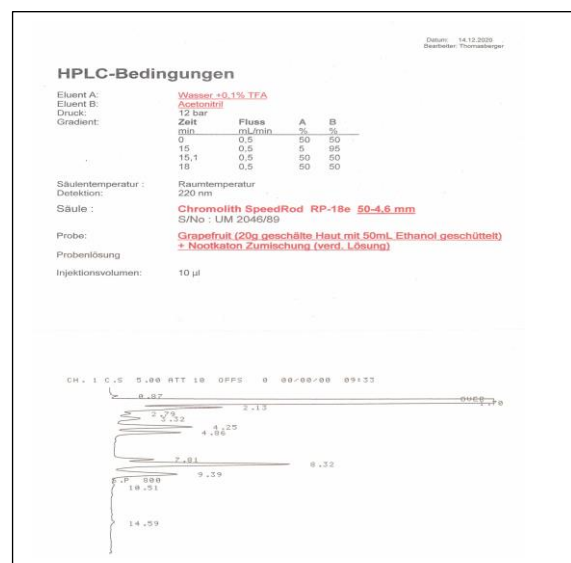 Datum: 14.12.2020
Bearbeiter: Thomasberger
HPLC-Bedingungen
Eluent A: Wasser +0,1% TFA
Eluent B: Acetonitril
Druck: 12 bar
Gradient: Zeit Fluss A B
min mL/min % %
0 0,5 50 50
15 0,5 5 95
15,1 0,5 50 50
18 0,5 50 50
Säulentemperatur : Raumtemperatur
Detektion: 220 nm
Säule : Chromolith SpeedRod RP-18e 50-4,6 mm
S/No : UM 2046/89
Probe: Grapefruit (20g geschälte Haut mit 50mL Ethanol geschüttelt)
+ Nootkaton Zumischung (verd. Lösung)
Probenlösung
Injektionsvolumen: 10 µl
CH. 1 C.S 5.00 ATT 10 OFFS 0 00/00/00 09:33
0.87
1.70
2.13
2.79
3.32
4.25
4.86
7.81
8.32
9.39
S.P 800
10.51
14.59